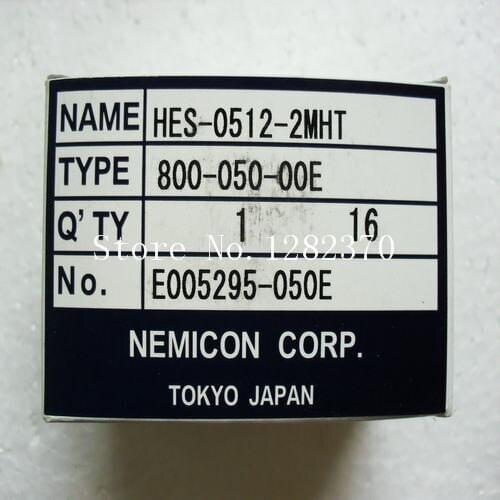 NAME HES-0512-2MHT
TYPE 800-050-00E
Q'TY 1 16
Store No. 1282370
No. E005295-050E
NEMICON CORP.
TOKYO JAPAN